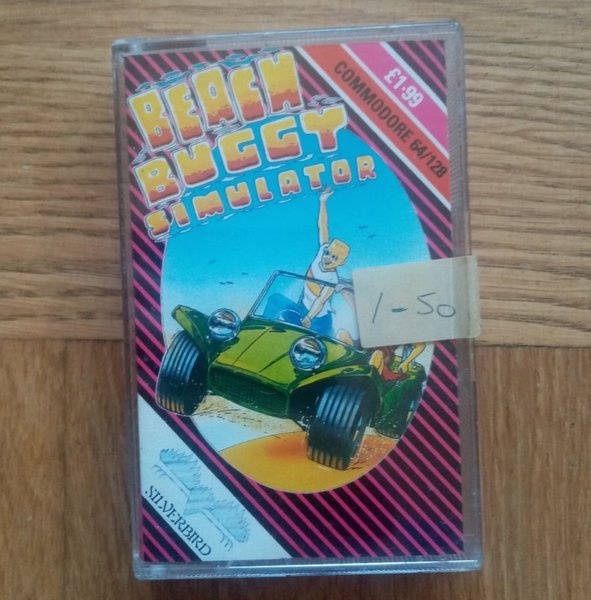 BEACH
BUGGY
SIMULATOR
£1·99
COMMODORE 64/128
1-50
SILVERBIRD